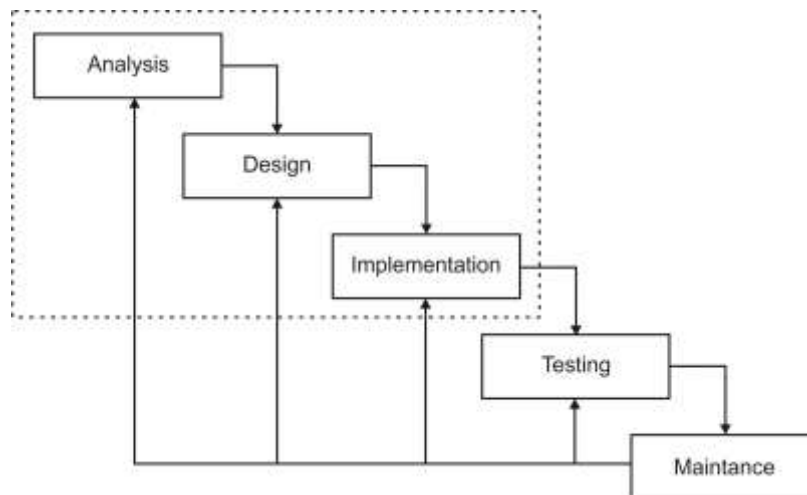 Analysis
Design
Implementation
Testing
Maintance